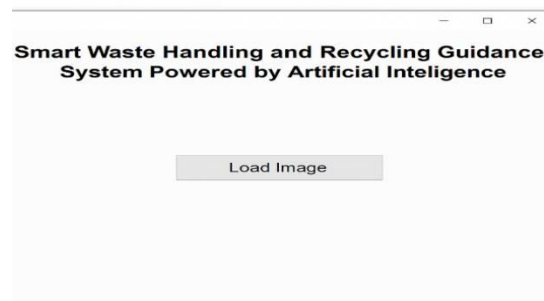 Smart Waste Handling and Recycling Guidance
System Powered by Artificial Inteligence
Load Image